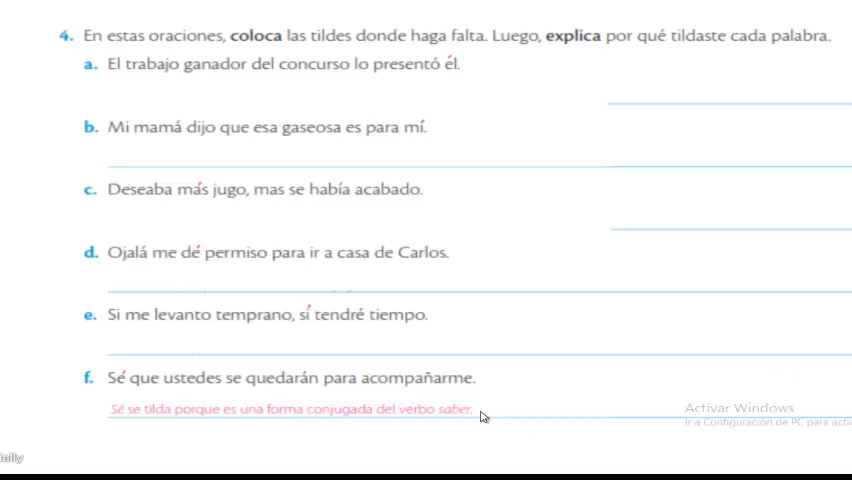 4. En estas oraciones, coloca las tildes donde haga falta. Luego, explica por qué tildaste cada palabra.
a. El trabajo ganador del concurso lo presentó él.
b. Mi mamá dijo que esa gaseosa es para mí.
c. Deseaba más jugo, mas se había acabado.
d. Ojalá me dé permiso para ir a casa de Carlos.
e. Si me levanto temprano, sí tendré tiempo.
f. Sé que ustedes se quedarán para acompañarme.
Sé se tilda porque es una forma conjugada del verbo saber.
Activar Windows
Ir a Configuración de PC para